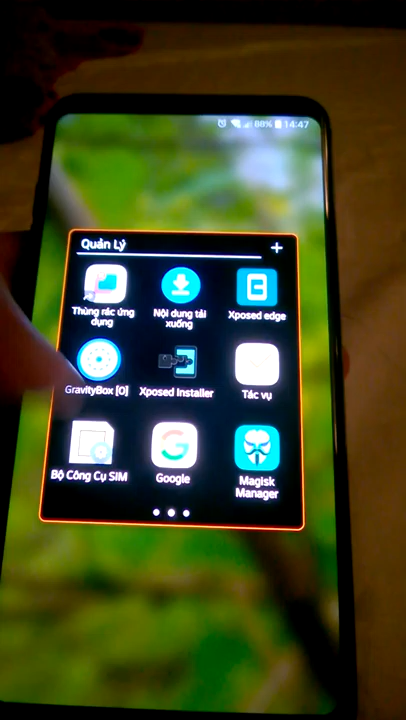 88% 14:47
Quản Lý +
Thùng rác ứng
dụng
Nội dung tải
xuống
Xposed edge
GravityBox [O]
Xposed Installer
Tác vụ
Bộ Công Cụ SIM
Google
Magisk
Manager